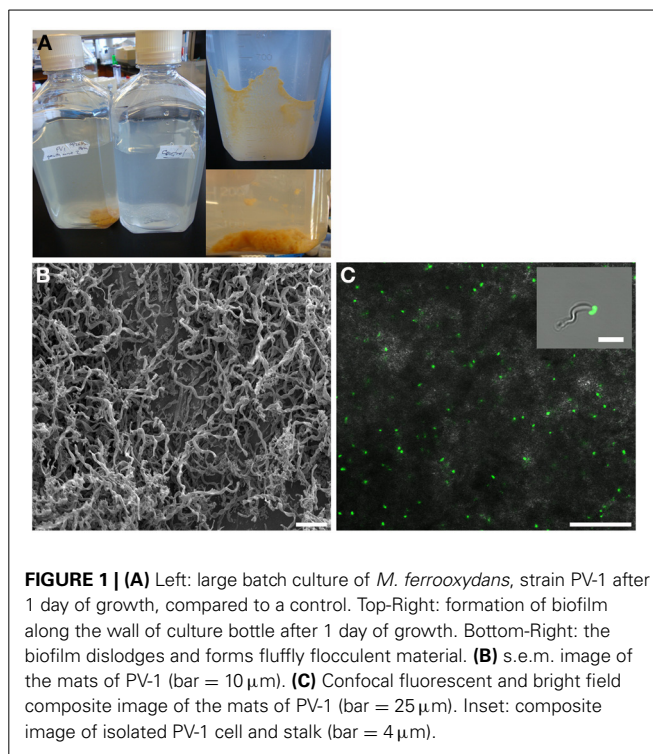 A
Control
B
C
FIGURE 1 | (A) Left: large batch culture of M. ferrooxydans, strain PV-1 after
1 day of growth, compared to a control. Top-Right: formation of biofilm
along the wall of culture bottle after 1 day of growth. Bottom-Right: the
biofilm dislodges and forms fluffly flocculent material. (B) s.e.m. image of
the mats of PV-1 (bar = 10 μm). (C) Confocal fluorescent and bright field
composite image of the mats of PV-1 (bar = 25 μm). Inset: composite
image of isolated PV-1 cell and stalk (bar = 4 μm).